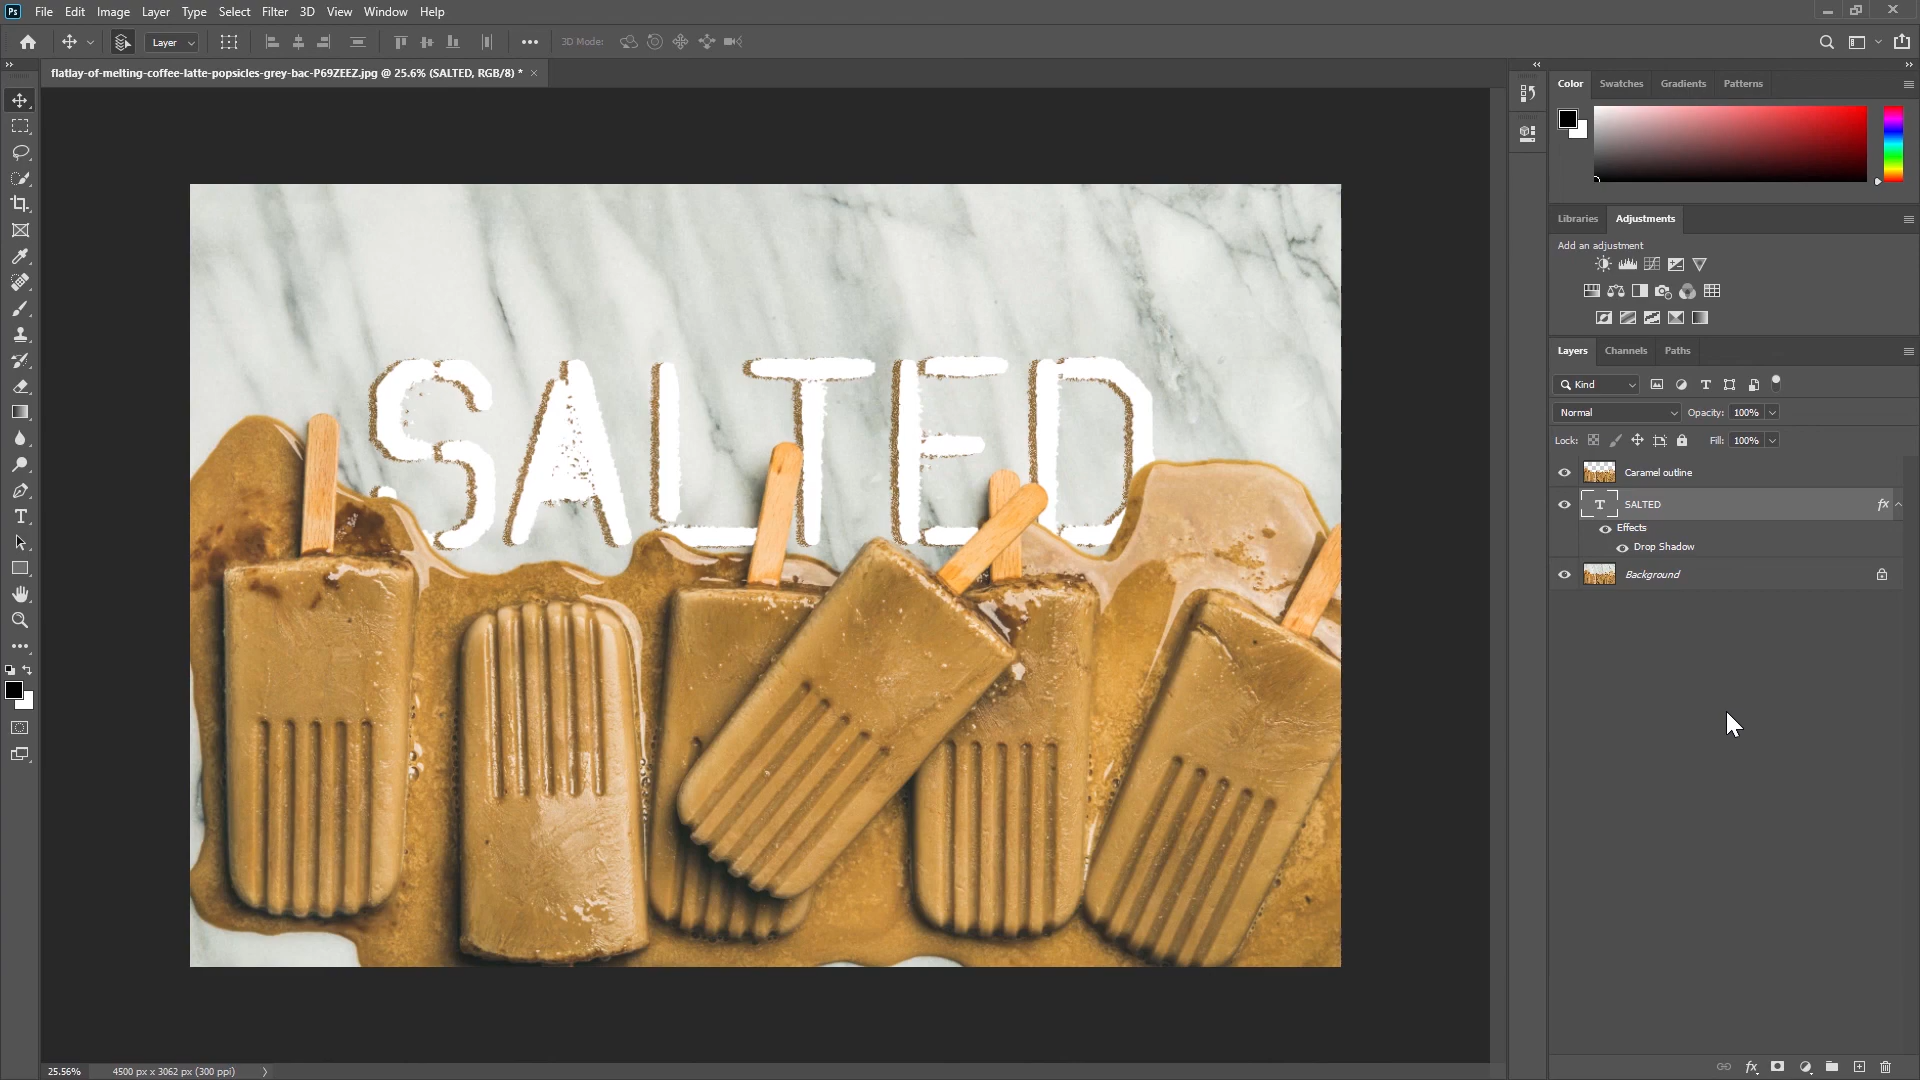 Ps File Edit Image Layer Type Select Filter 3D View Window Help
Layer 3D Mode:
flatlay-of-melting-coffee-latte-popsicles-grey-bac-P69ZEEZ.jpg @ 25.6% (SALTED, RGB/8) *
Color Swatches Gradients Patterns
Libraries Adjustments
Add an adjustment
Layers Channels Paths
Kind
Normal Opacity: 100%
Lock: Fill: 100%
Caramel outline
T SALTED fx
Effects
Drop Shadow
Background
SALTED
25.56% 4500 px x 3062 px (300 ppi)
fx